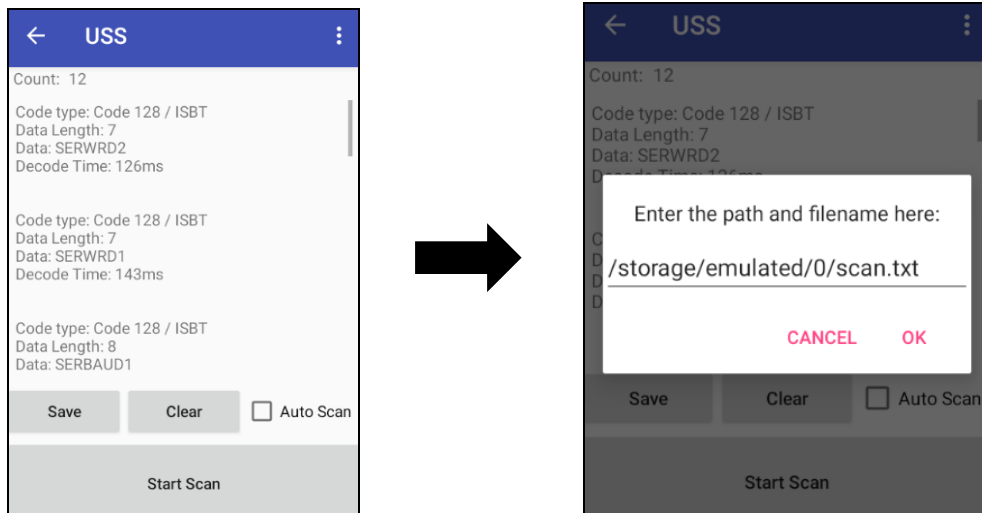 USS
Count: 12
Code type: Code 128 / ISBT
Data Length: 7
Data: SERWRD2
Decode Time: 126ms
Code type: Code 128 / ISBT
Data Length: 7
Data: SERWRD1
Decode Time: 143ms
Code type: Code 128 / ISBT
Data Length: 8
Data: SERBAUD1
Save Clear Auto Scan
Start Scan
USS
Count: 12
Code type: Code 128 / ISBT
Data Length: 7
Data: SERWRD2
Enter the path and filename here:
/storage/emulated/0/scan.txt
CANCEL OK
Save Clear Auto Scan
Start Scan